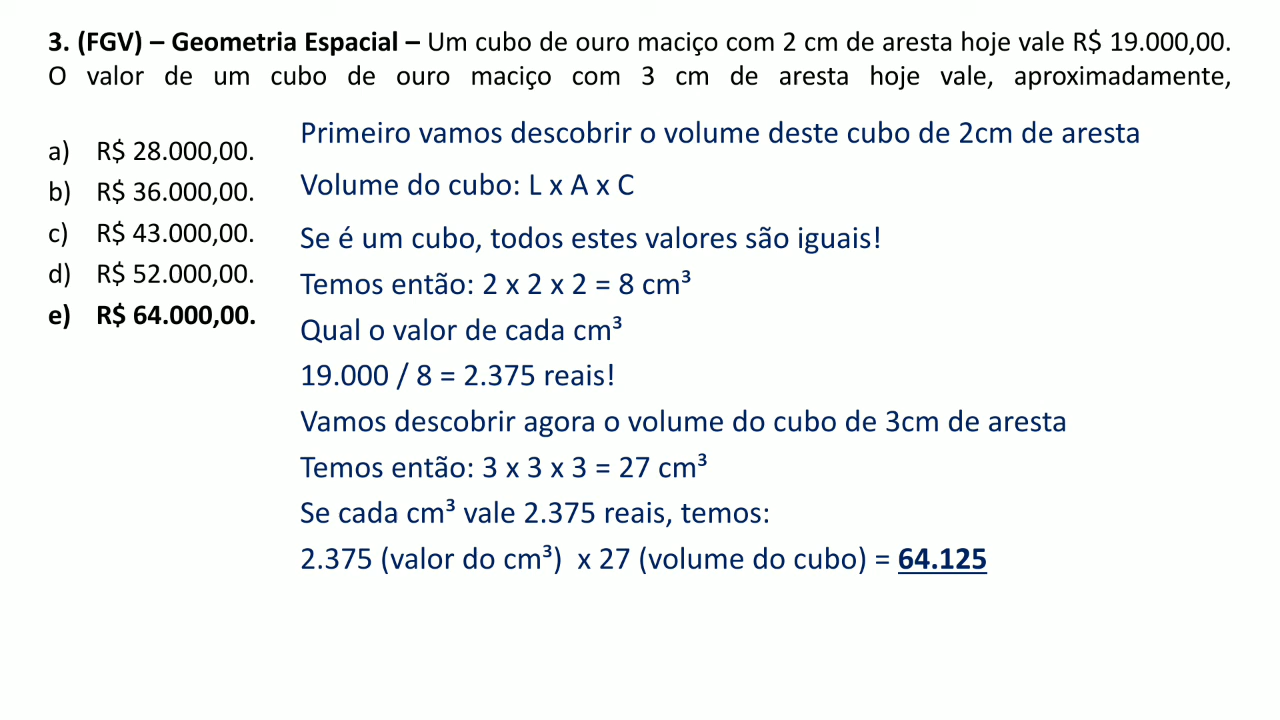 3. (FGV) – Geometria Espacial – Um cubo de ouro maciço com 2 cm de aresta hoje vale R$ 19.000,00.
O valor de um cubo de ouro maciço com 3 cm de aresta hoje vale, aproximadamente,
a) R$ 28.000,00.
b) R$ 36.000,00.
c) R$ 43.000,00.
d) R$ 52.000,00.
e) R$ 64.000,00.
Primeiro vamos descobrir o volume deste cubo de 2cm de aresta
Volume do cubo: L x A x C
Se é um cubo, todos estes valores são iguais!
Temos então: 2 x 2 x 2 = 8 cm³
Qual o valor de cada cm³
19.000 / 8 = 2.375 reais!
Vamos descobrir agora o volume do cubo de 3cm de aresta
Temos então: 3 x 3 x 3 = 27 cm³
Se cada cm³ vale 2.375 reais, temos:
2.375 (valor do cm³) x 27 (volume do cubo) = 64.125